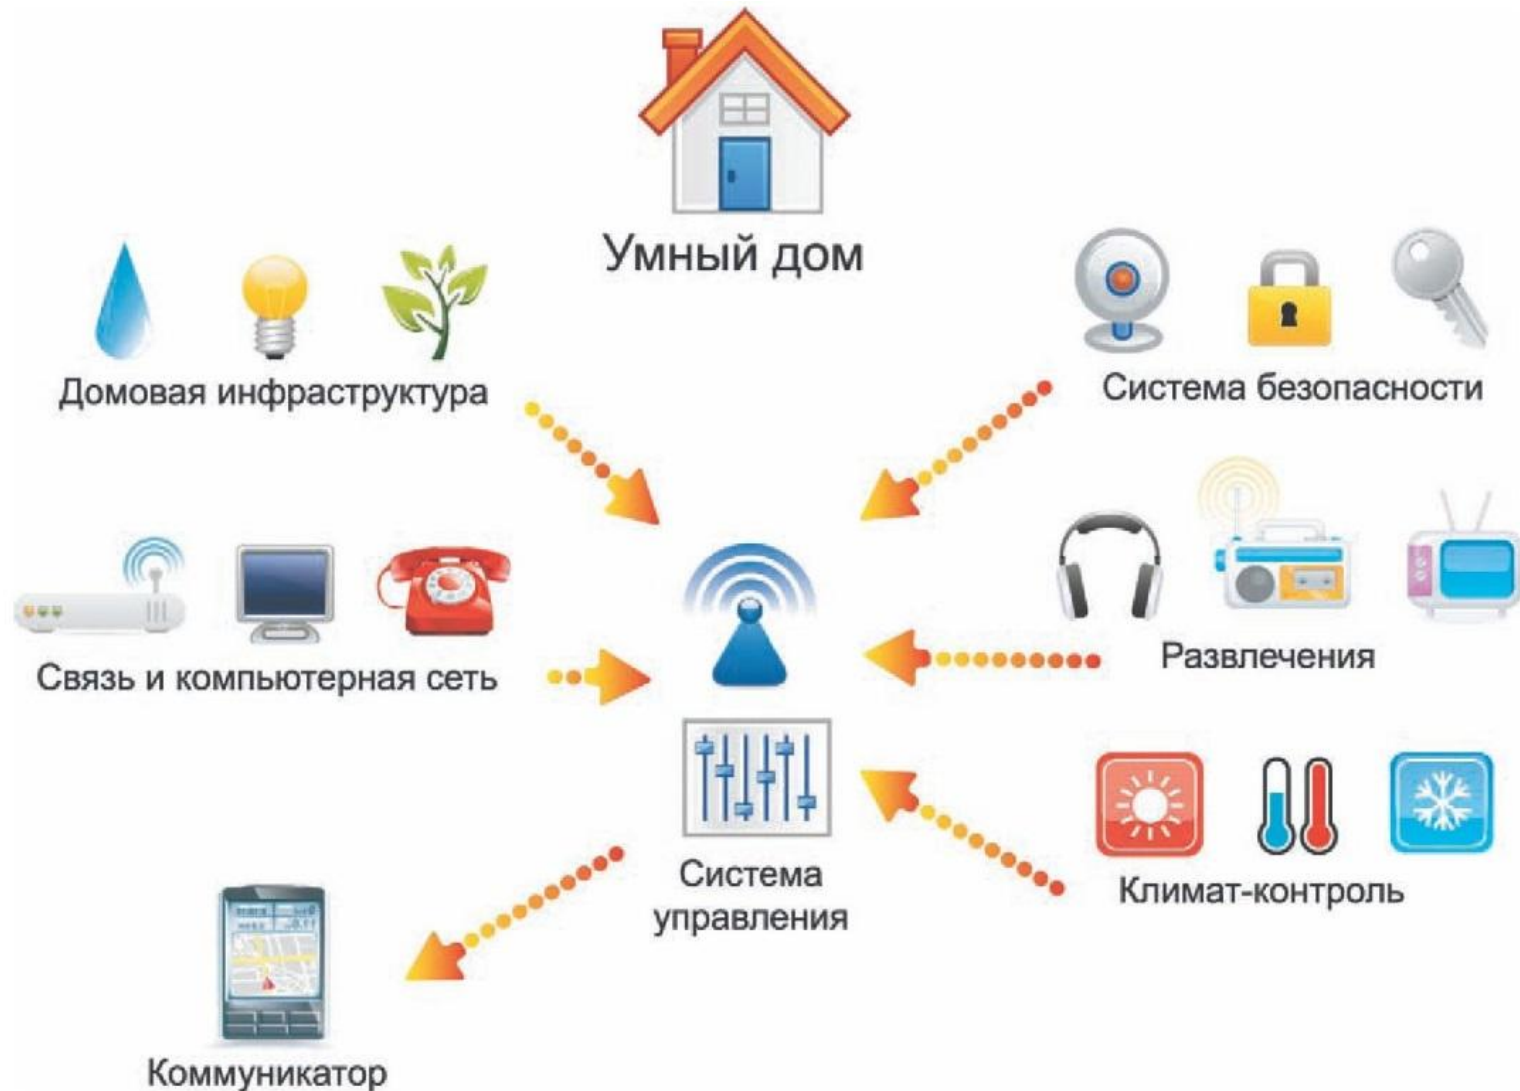 Умный дом
Домовая инфраструктура
Система безопасности
Связь и компьютерная сеть
Развлечения
Система
управления
Климат-контроль
Коммуникатор